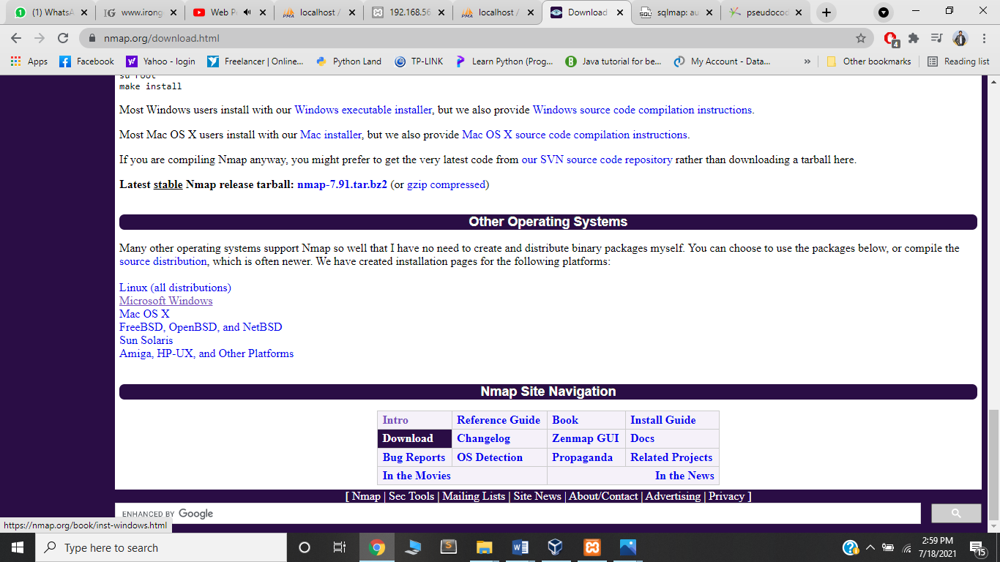 (1) WhatsA
www.irong
Web P
localhost /
192.168.56
localhost /
Download
sqlmap: au
pseudococ
nmap.org/download.html
4
Apps
Facebook
Yahoo - login
Freelancer | Online...
Python Land
TP-LINK
Learn Python (Prog...
Java tutorial for be...
My Account - Data...
»
Other bookmarks
Reading list
su root
make install
Most Windows users install with our Windows executable installer, but we also provide Windows source code compilation instructions.
Most Mac OS X users install with our Mac installer, but we also provide Mac OS X source code compilation instructions.
If you are compiling Nmap anyway, you might prefer to get the very latest code from our SVN source code repository rather than downloading a tarball here.
Latest stable Nmap release tarball: nmap-7.91.tar.bz2 (or gzip compressed)
Other Operating Systems
Many other operating systems support Nmap so well that I have no need to create and distribute binary packages myself. You can choose to use the packages below, or compile the
source distribution, which is often newer. We have created installation pages for the following platforms:
Linux (all distributions)
Microsoft Windows
Mac OS X
FreeBSD, OpenBSD, and NetBSD
Sun Solaris
Amiga, HP-UX, and Other Platforms
Nmap Site Navigation
Intro Reference Guide Book Install Guide
Download Changelog Zenmap GUI Docs
Bug Reports OS Detection Propaganda Related Projects
In the Movies In the News
[ Nmap | Sec Tools | Mailing Lists | Site News | About/Contact | Advertising | Privacy ]
ENHANCED BY Google
https://nmap.org/book/inst-windows.html
Type here to search
2:59 PM
7/18/2021
15